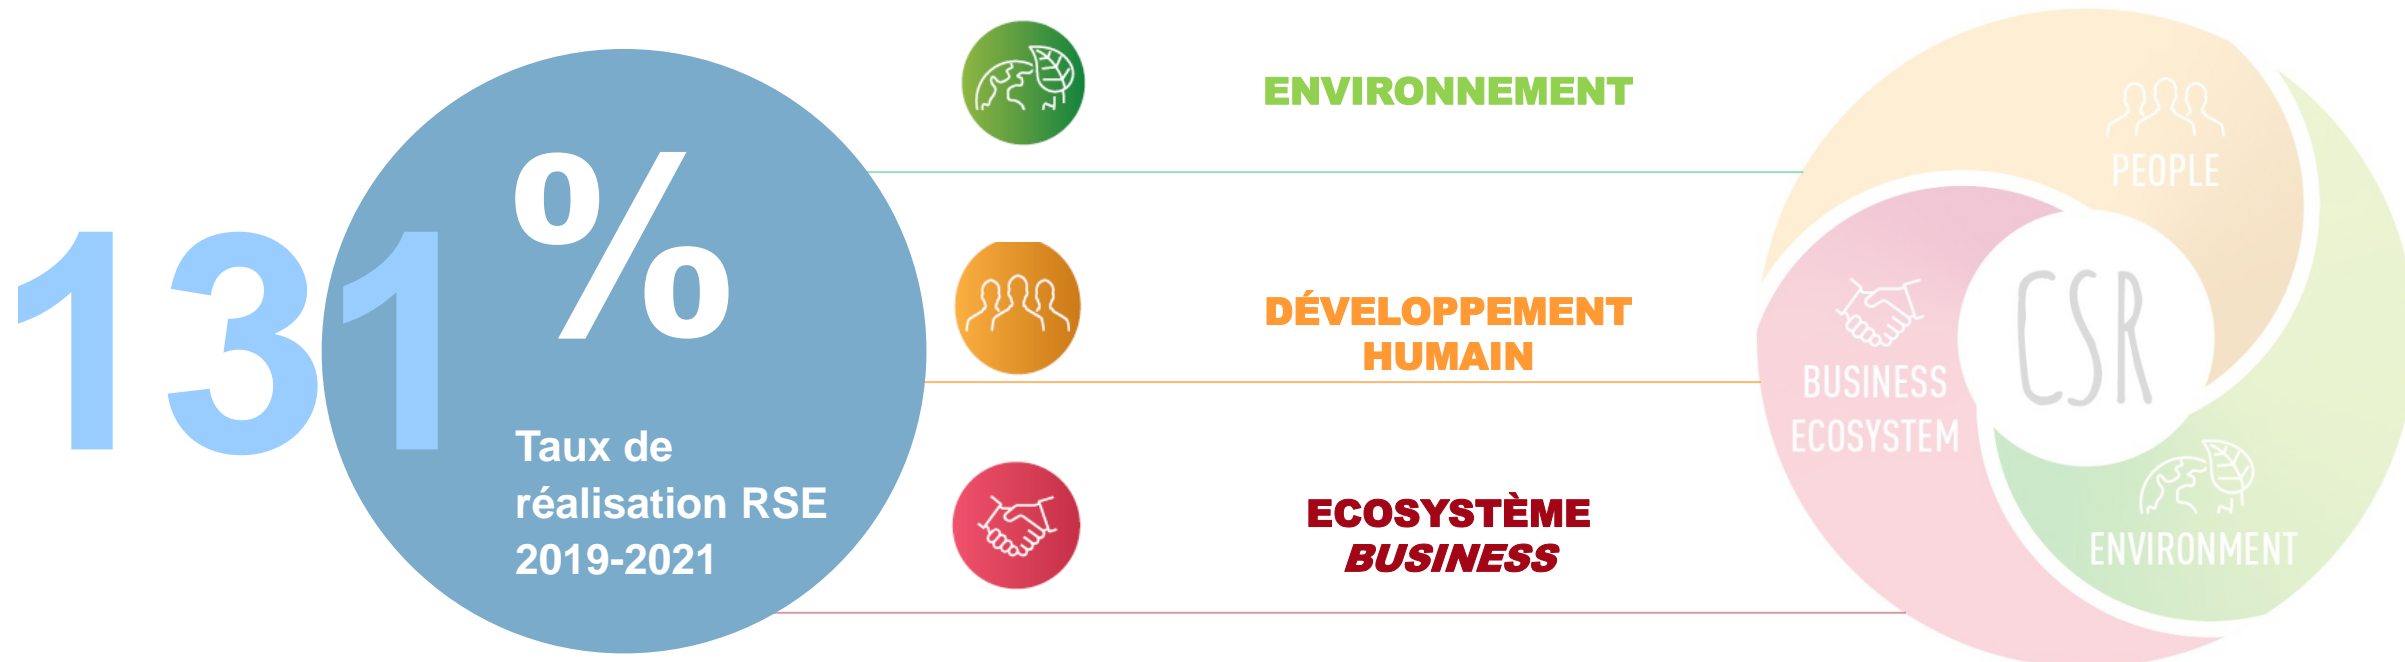 131
%
Taux de
réalisation RSE
2019-2021
ENVIRONNEMENT
DÉVELOPPEMENT
HUMAIN
ECOSYSTÈME
BUSINESS
PEOPLE
BUSINESS
ECOSYSTEM
CSR
ENVIRONMENT